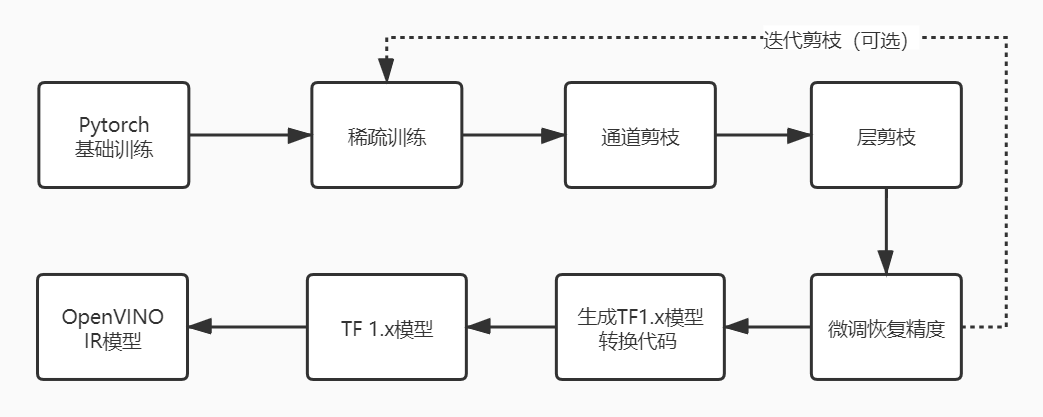 迭代剪枝（可选）
Pytorch
基础训练
稀疏训练
通道剪枝
层剪枝
OpenVINO
IR模型
TF 1.x模型
生成TF1.x模型
转换代码
微调恢复精度